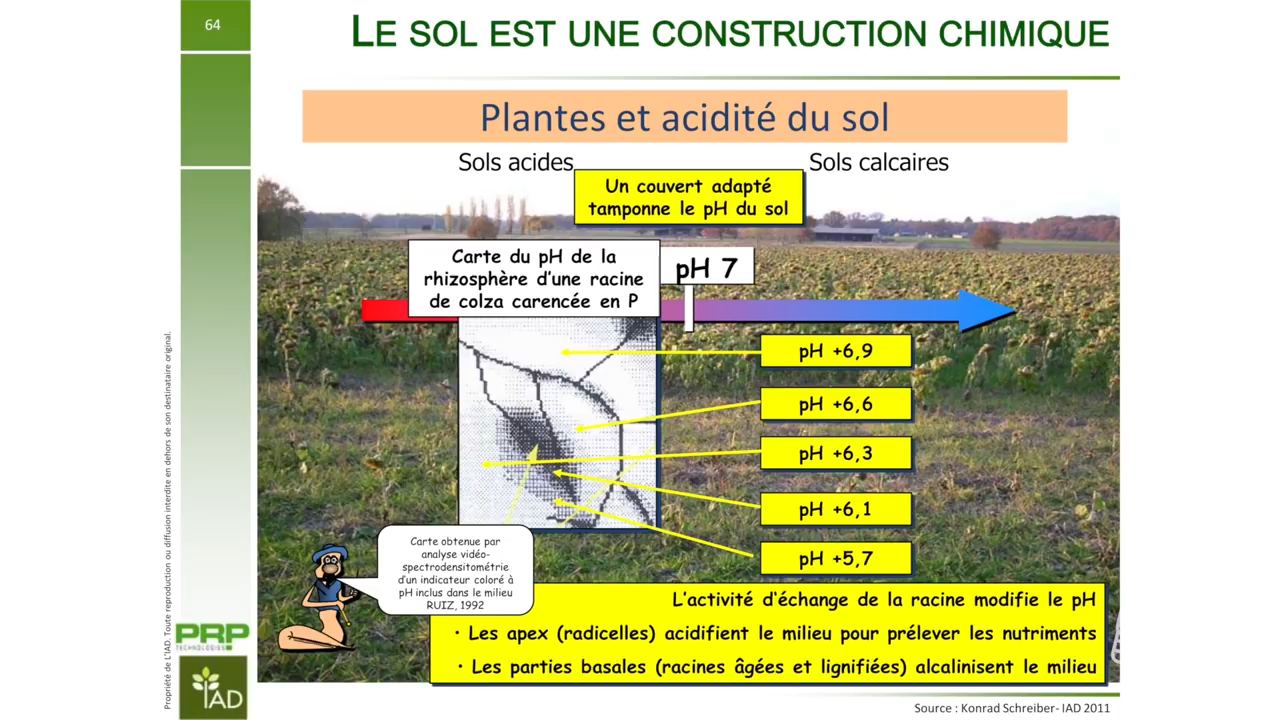 64
LE SOL EST UNE CONSTRUCTION CHIMIQUE
Plantes et acidité du sol
Sols acides
Sols calcaires
Un couvert adapté
tamponne le pH du sol
Carte du pH de la
rhizosphère d'une racine
de colza carencée en P
pH 7
pH +6,9
pH +6,6
pH +6,3
pH +6,1
pH +5,7
Carte obtenue par
analyse vidéo-
spectrodensitométrie
d'un indicateur coloré à
pH inclus dans le milieu
RUIZ, 1992
L'activité d'échange de la racine modifie le pH
• Les apex (radicelles) acidifient le milieu pour prélever les nutriments
• Les parties basales (racines âgées et lignifiées) alcalinisent le milieu
Propriété de L'IAD. Toute reproduction ou diffusion interdite en dehors de son destinataire original.
PRP
TECHNOLOGIES
IAD
Source : Konrad Schreiber- IAD 2011